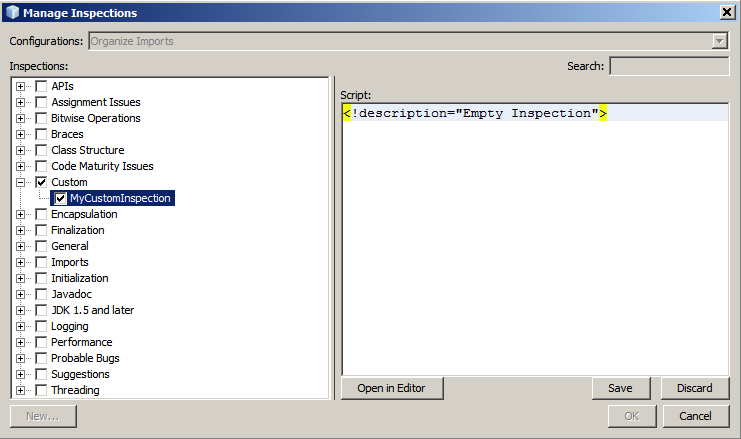 Manage Inspections
Configurations: Organize Imports
Inspections:
Search:
APIs
Assignment Issues
Bitwise Operations
Braces
Class Structure
Code Maturity Issues
Custom
MyCustomInspection
Encapsulation
Finalization
General
Imports
Initialization
Javadoc
JDK 1.5 and later
Logging
Performance
Probable Bugs
Suggestions
Threading
Script:
<!description="Empty Inspection">
Open in Editor
Save
Discard
New...
OK
Cancel